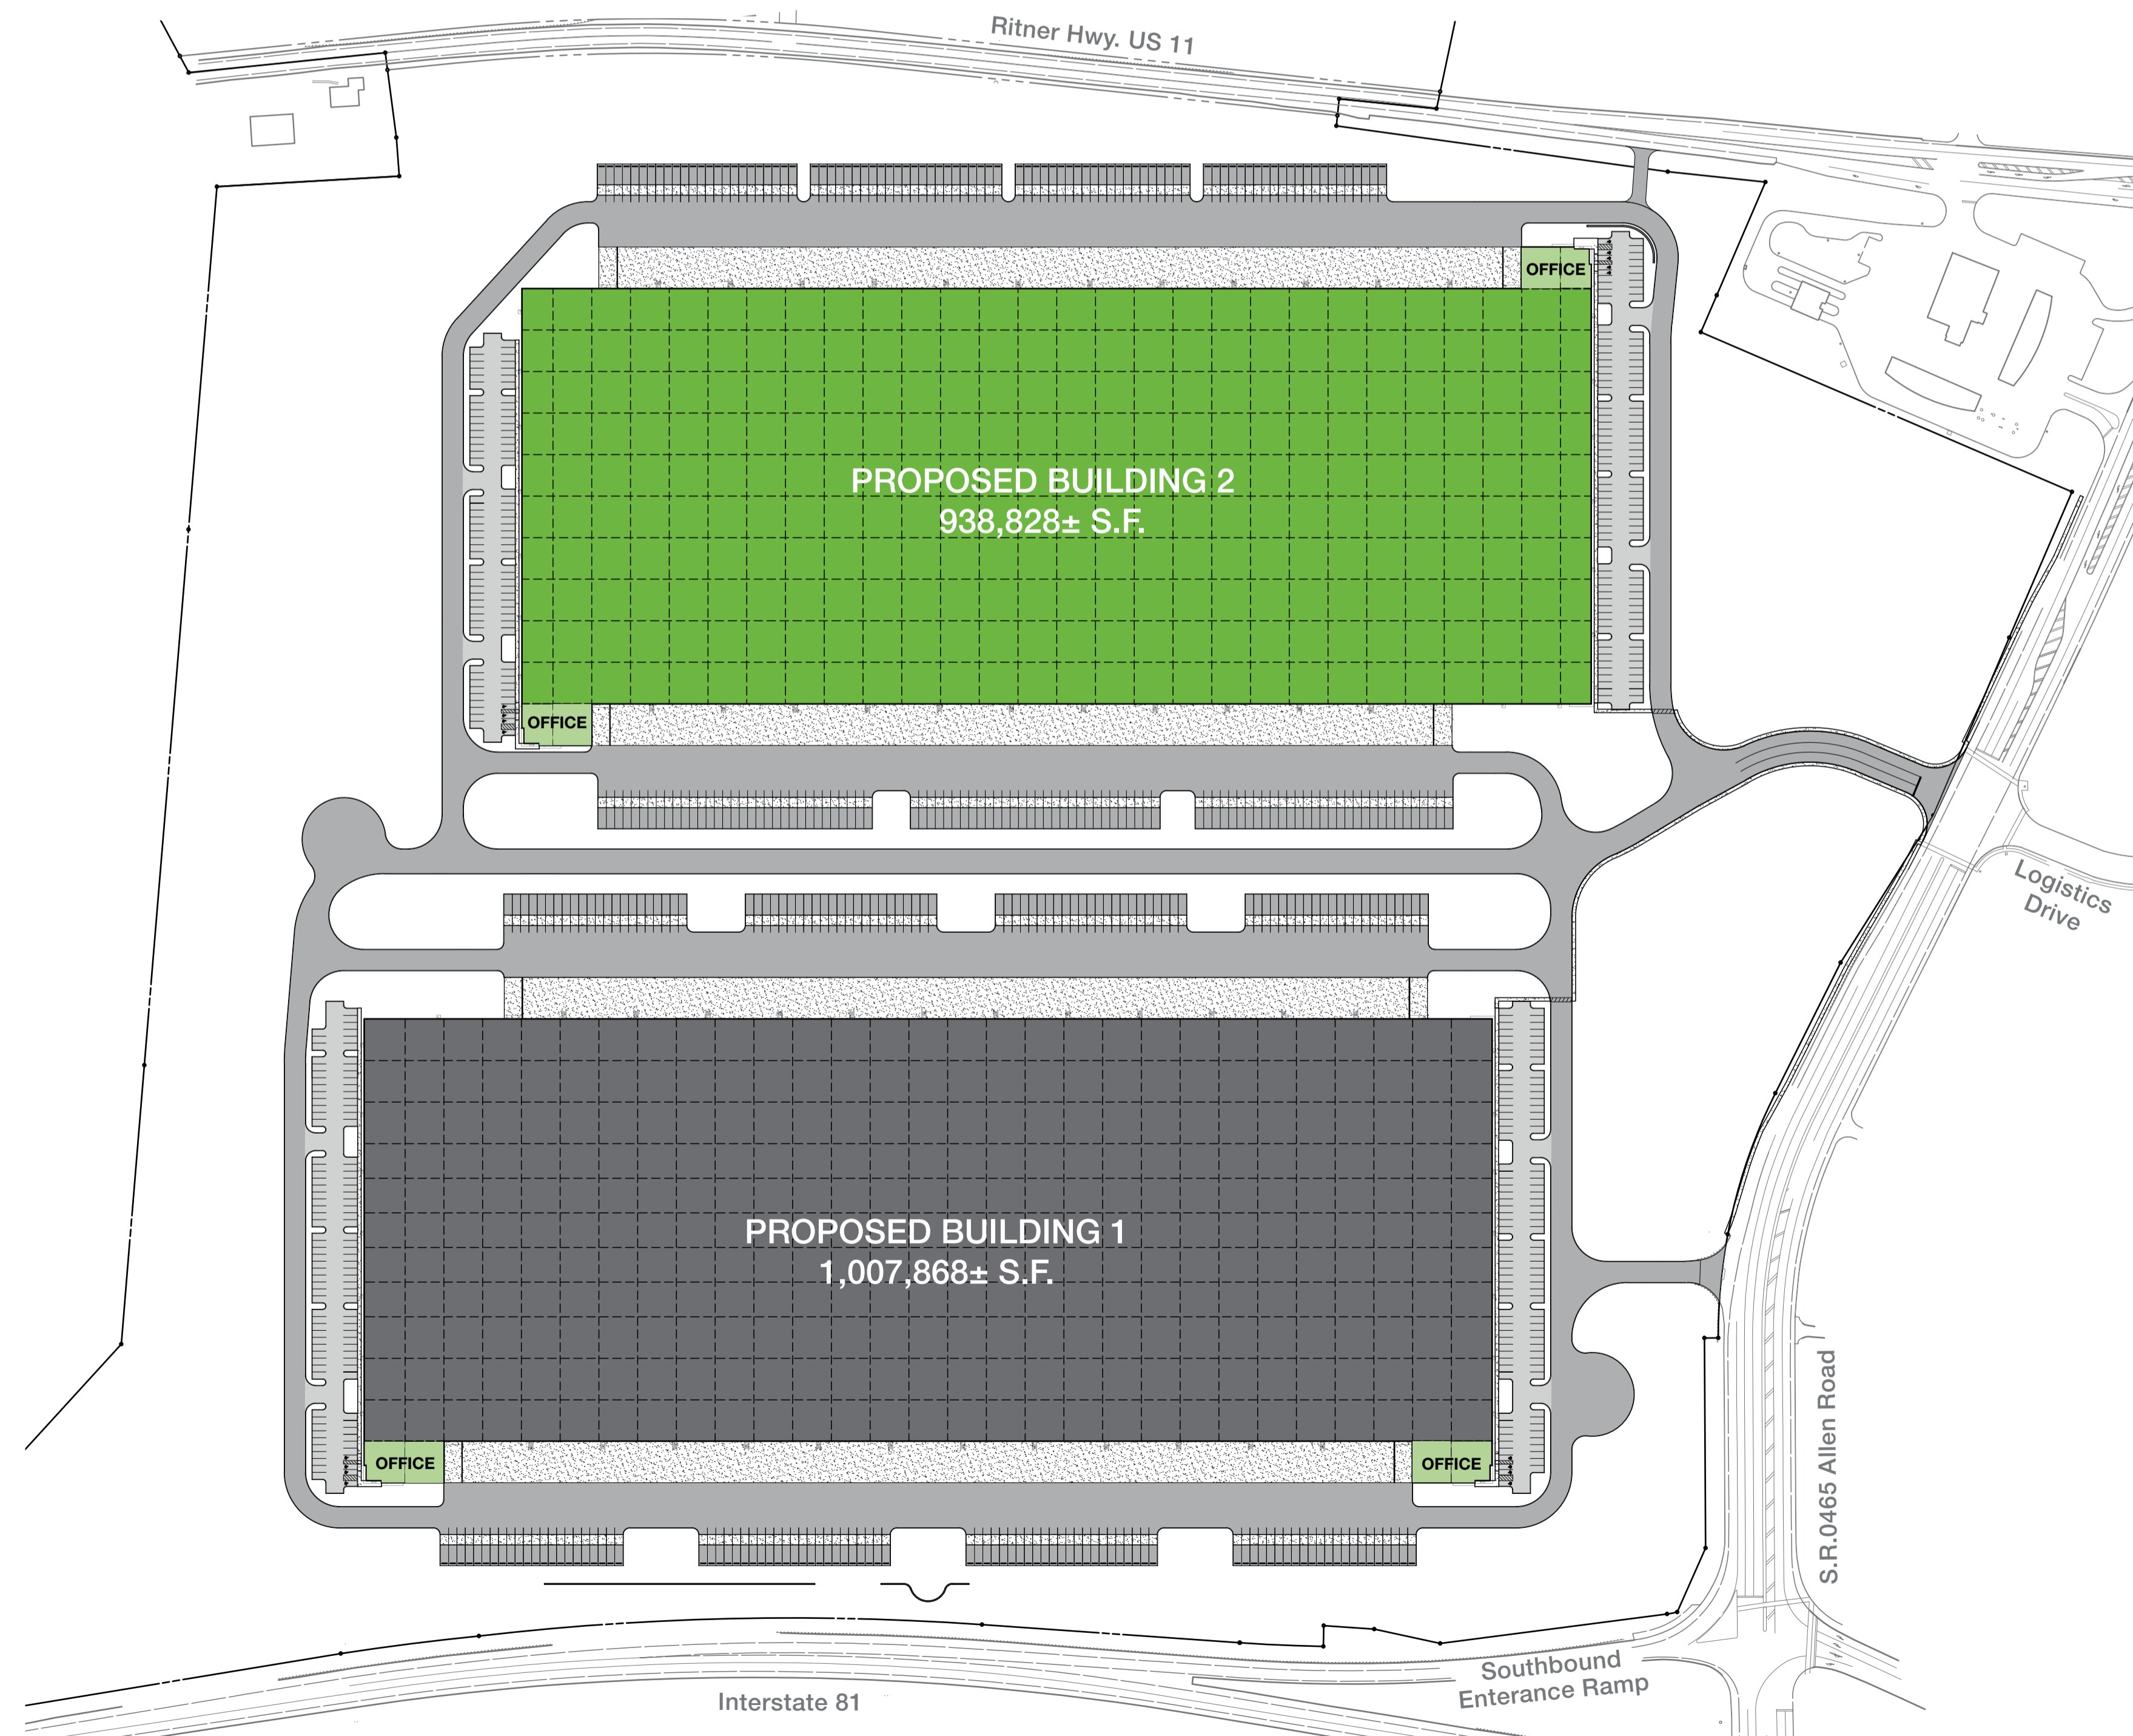 Ritner Hwy. US 11
OFFICE
PROPOSED BUILDING 2
938,828± S.F.
OFFICE
Logistics
Drive
PROPOSED BUILDING 1
1,007,868± S.F.
OFFICE
OFFICE
S.R.0465 Allen Road
Southbound
Enterance Ramp
Interstate 81